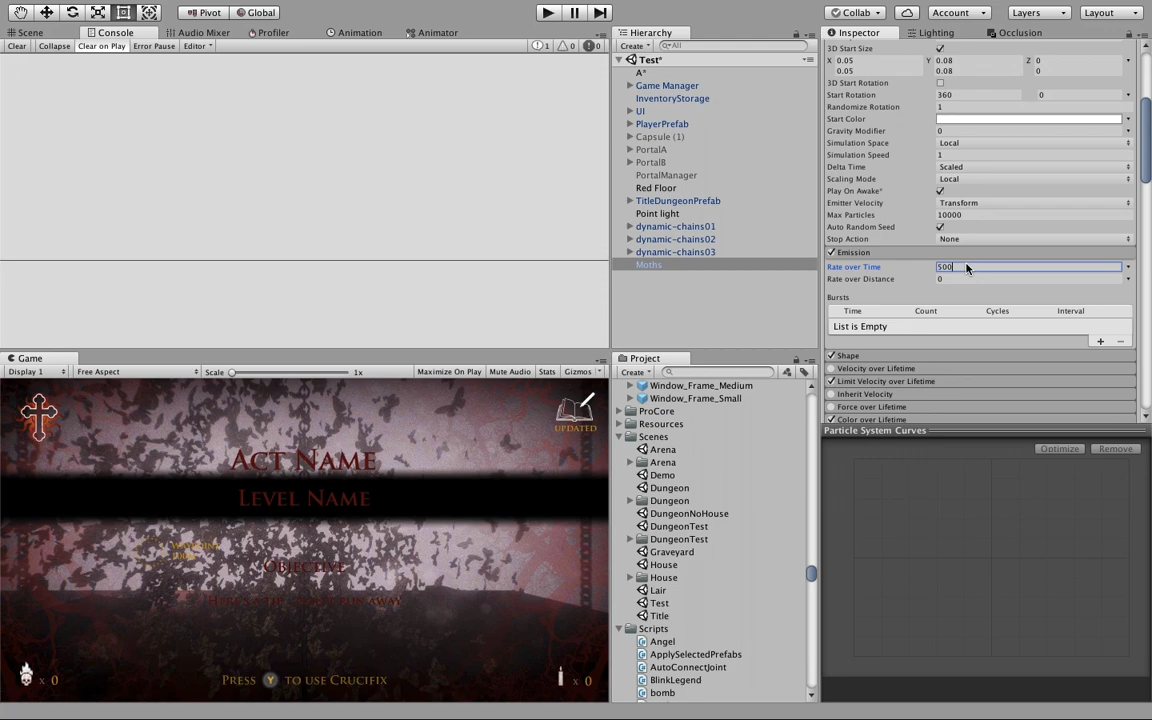 Pivot Global Collab Account Layers Layout
Scene Console Audio Mixer Profiler Animation Animator
Clear Collapse Clear on Play Error Pause Editor 1 0 0
Hierarchy
Create All
Test*
A*
Game Manager
InventoryStorage
UI
PlayerPrefab
Capsule (1)
PortalA
PortalB
PortalManager
Red Floor
TitleDungeonPrefab
Point light
dynamic-chains01
dynamic-chains02
dynamic-chains03
Moths
Inspector Lighting Occlusion
3D Start Size
X 0.05 Y 0.08 Z 0
0.05 0.08 0
3D Start Rotation
Start Rotation 360 0
Randomize Rotation 1
Start Color
Gravity Modifier 0
Simulation Space Local
Simulation Speed 1
Delta Time Scaled
Scaling Mode Local
Play On Awake*
Emitter Velocity Transform
Max Particles 10000
Auto Random Seed
Stop Action None
Emission
Rate over Time 500
Rate over Distance 0
Bursts
Time Count Cycles Interval
List is Empty
Shape
Velocity over Lifetime
Limit Velocity over Lifetime
Inherit Velocity
Force over Lifetime
Color over Lifetime
Particle System Curves
Optimize Remove
Game
Display 1 Free Aspect Scale 1x Maximize On Play Mute Audio Stats Gizmos
UPDATED
ACT NAME
LEVEL NAME
OBJECTIVE
x 0 PRESS Y TO USE CRUCIFIX x 0
Project
Create
Window_Frame_Medium
Window_Frame_Small
ProCore
Resources
Scenes
Arena
Arena
Demo
Dungeon
Dungeon
DungeonNoHouse
DungeonTest
DungeonTest
Graveyard
House
House
Lair
Test
Title
Scripts
Angel
ApplySelectedPrefabs
AutoConnectJoint
BlinkLegend
bomb